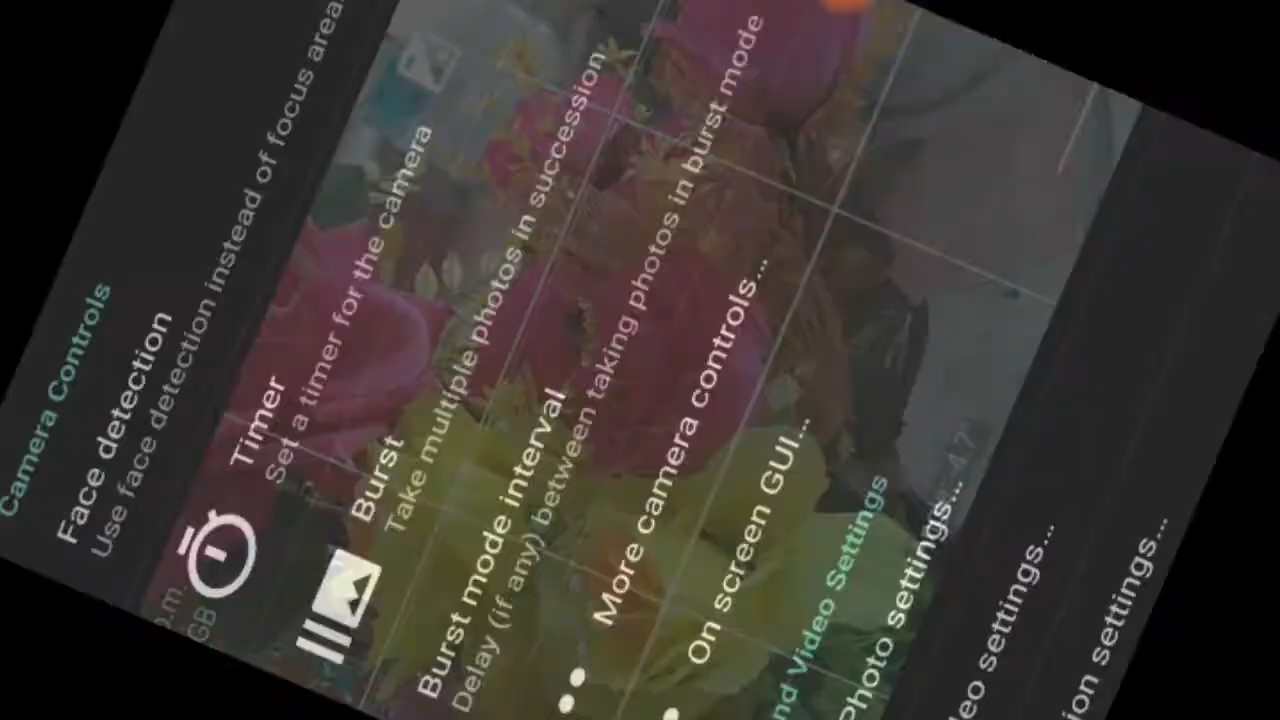 Camera Controls
Face detection
Use face detection instead of focus area
Timer
Set a timer for the camera
Burst
Take multiple photos in succession
Burst mode interval
Delay (if any) between taking photos in burst mode
More camera controls...
On screen GUI...
Video Settings
Photo settings...
settings...
settings...
p.m.
GB